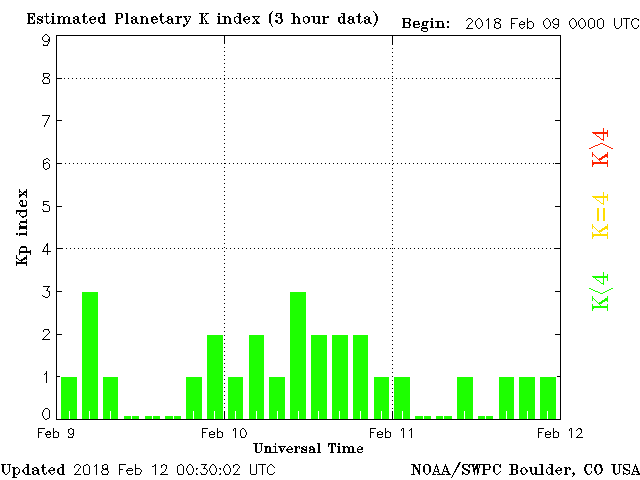 Estimated Planetary K index (3 hour data) Begin: 2018 Feb 09 0000 UTC
9
8
7
6
5
4
3
2
1
0
Kp index
K>4
K=4
K<4
Feb 9 Feb 10 Feb 11 Feb 12
Universal Time
Updated 2018 Feb 12 00:30:02 UTC NOAA/SWPC Boulder, CO USA